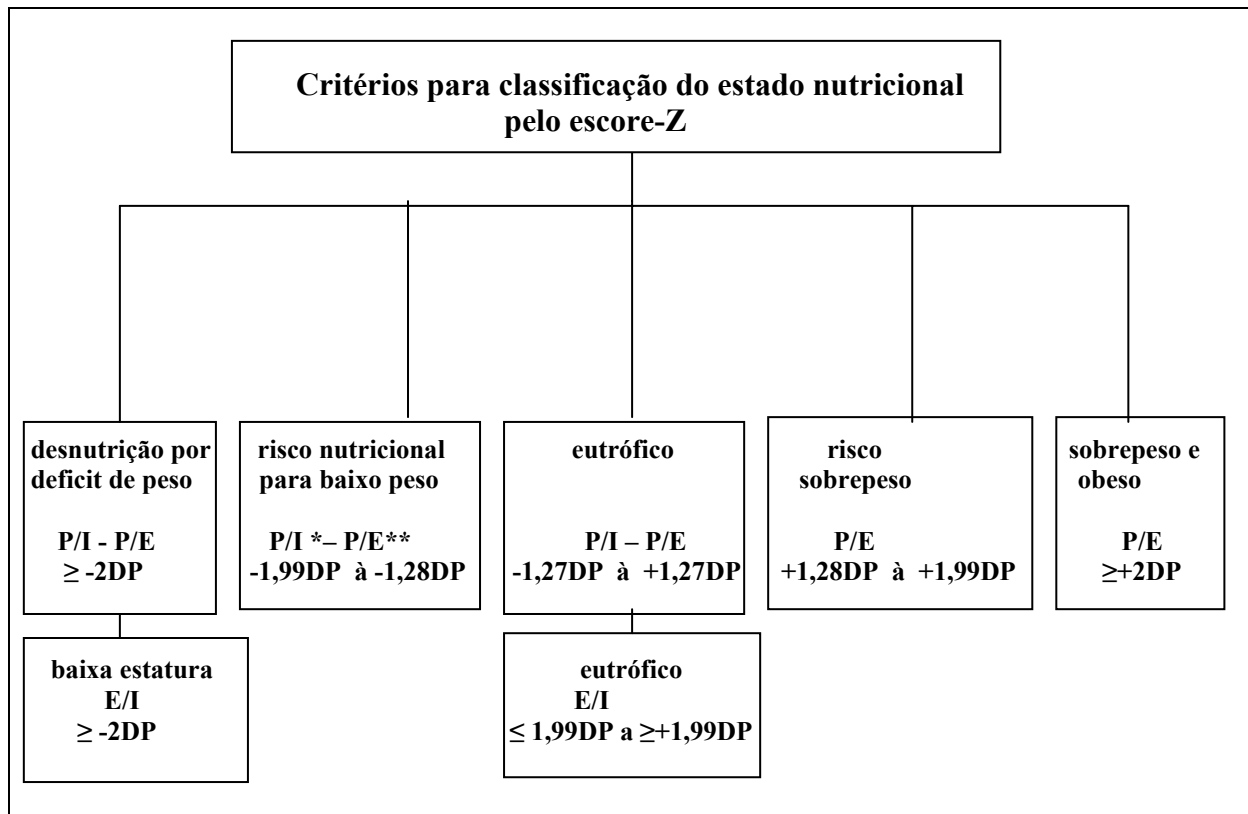 Critérios para classificação do estado nutricional
pelo escore-Z
desnutrição por
deficit de peso
P/I - P/E
≥ -2DP
risco nutricional
para baixo peso
P/I *– P/E**
-1,99DP à -1,28DP
eutrófico
P/I – P/E
-1,27DP à +1,27DP
risco
sobrepeso
P/E
+1,28DP à +1,99DP
sobrepeso e
obeso
P/E
≥+2DP
baixa estatura
E/I
≥ -2DP
eutrófico
E/I
≤ 1,99DP a ≥+1,99DP